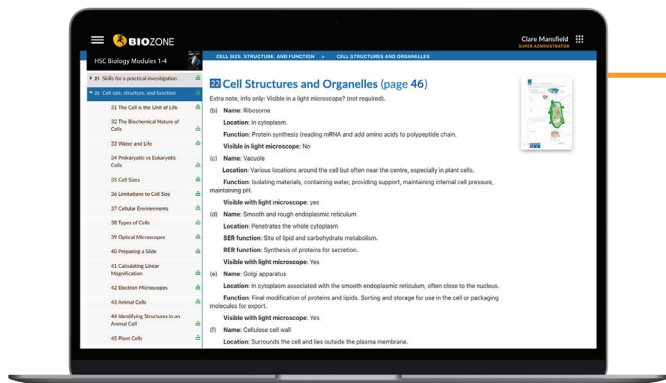 BIOZONE
Clare Mansfield
SUPER ADMINISTRATOR
HSC Biology Modules 1-4
CELL SIZE, STRUCTURE, AND FUNCTION > CELL STRUCTURES AND ORGANELLES
21 Skills for a practical investigation
22 Cell size, structure, and function
31 The Cell is the Unit of Life
32 The Biochemical Nature of
Cells
33 Water and Life
34 Prokaryotic vs Eukaryotic
Cells
35 Cell Sizes
36 Limitations to Cell Size
37 Cellular Environments
38 Types of Cells
39 Optical Microscopes
40 Preparing a Slide
41 Calculating Linear
Magnification
42 Electron Microscopes
43 Animal Cells
44 Identifying Structures in an
Animal Cell
45 Plant Cells
22 Cell Structures and Organelles (page 46)
Extra note, info only: Visible in a light microscope? (not required).
(b) Name: Ribosome
Location: In cytoplasm.
Function: Protein synthesis (reading mRNA and add amino acids to polypeptide chain.
Visible in light microscope: No
(c) Name: Vacuole
Location: Various locations around the cell but often near the centre, especially in plant cells.
Function: Isolating materials, containing water, providing support, maintaining internal cell pressure,
maintaining pH.
Visible with light microscope: yes
(d) Name: Smooth and rough endoplasmic reticulum
Location: Penetrates the whole cytoplasm
SER function: Site of lipid and carbohydrate metabolism.
RER function: Synthesis of proteins for secretion.
Visible with light microscope: Yes
(e) Name: Golgi apparatus
Location: In cytoplasm associated with the smooth endoplasmic reticulum, often close to the nucleus.
Function: Final modification of proteins and lipids. Sorting and storage for use in the cell or packaging
molecules for export.
Visible with light microscope: Yes
(f) Name: Cellulose cell wall
Location: Surrounds the cell and lies outside the plasma membrane.